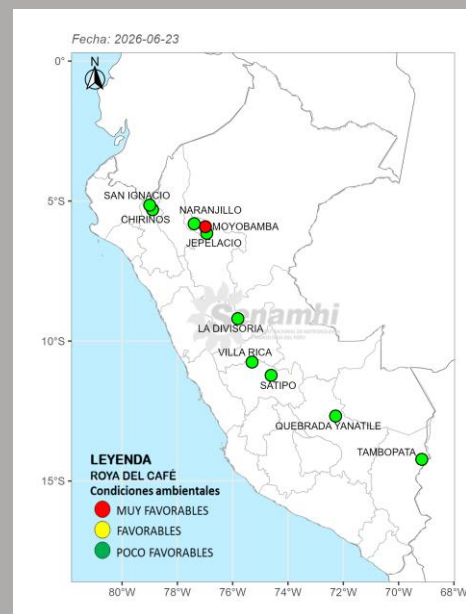 Fecha: 2026-06-23
N
0°
5°S
10°S
15°S
SAN IGNACIO
CHIRINOS
NARANJILLO
MOYOBAMBA
JEPELACIO
Senamhi
LA DIVISORIA
VILLA RICA
SATIPO
QUEBRADA YANATILE
TAMBOPATA
LEYENDA
ROYA DEL CAFÉ
Condiciones ambientales
MUY FAVORABLES
FAVORABLES
POCO FAVORABLES
80°W 78°W 76°W 74°W 72°W 70°W 68°W